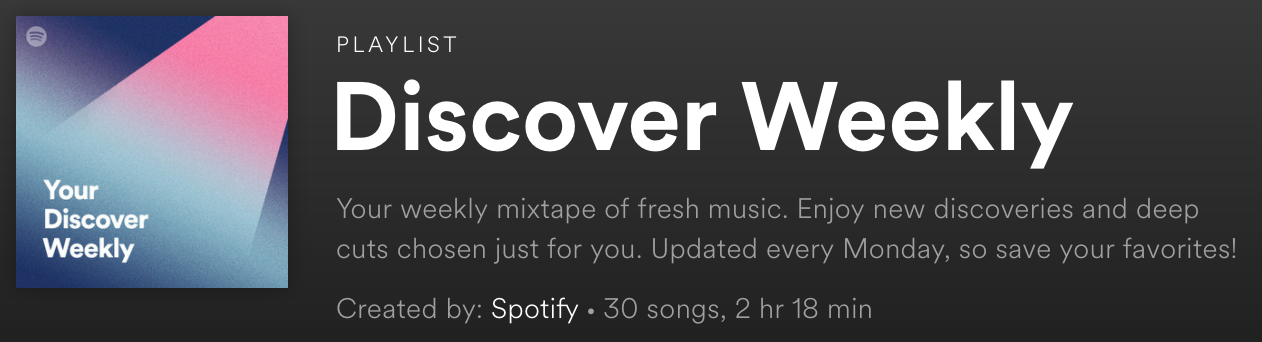 PLAYLIST
Discover Weekly
Your weekly mixtape of fresh music. Enjoy new discoveries and deep
cuts chosen just for you. Updated every Monday, so save your favorites!
Created by: Spotify • 30 songs, 2 hr 18 min
Your
Discover
Weekly